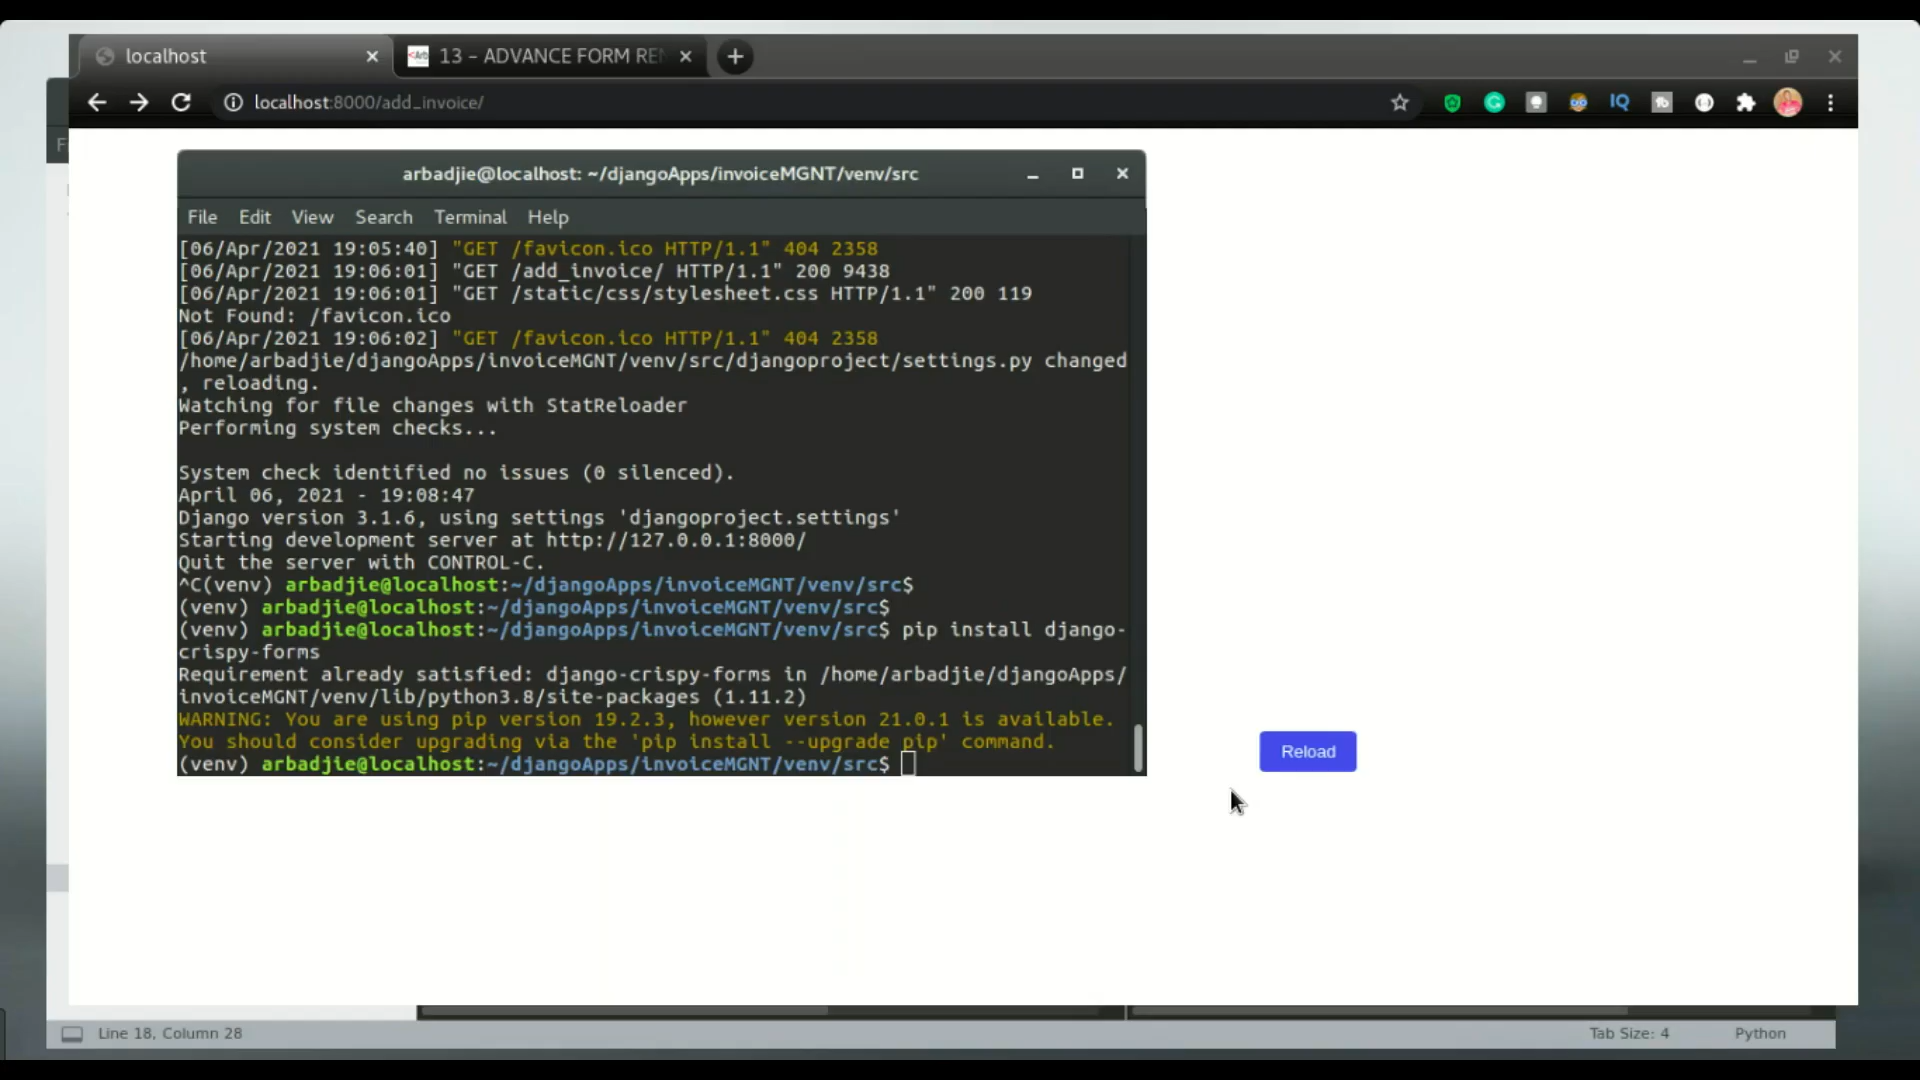 localhost
13 – ADVANCE FORM RE
localhost:8000/add_invoice/
arbadjie@localhost: ~/djangoApps/invoiceMGNT/venv/src
File Edit View Search Terminal Help
[06/Apr/2021 19:05:40] "GET /favicon.ico HTTP/1.1" 404 2358
[06/Apr/2021 19:06:01] "GET /add_invoice/ HTTP/1.1" 200 9438
[06/Apr/2021 19:06:01] "GET /static/css/stylesheet.css HTTP/1.1" 200 119
Not Found: /favicon.ico
[06/Apr/2021 19:06:02] "GET /favicon.ico HTTP/1.1" 404 2358
/home/arbadjie/djangoApps/invoiceMGNT/venv/src/djangoproject/settings.py changed
, reloading.
Watching for file changes with StatReloader
Performing system checks...
System check identified no issues (0 silenced).
April 06, 2021 - 19:08:47
Django version 3.1.6, using settings 'djangoproject.settings'
Starting development server at http://127.0.0.1:8000/
Quit the server with CONTROL-C.
^C(venv) arbadjie@localhost:~/djangoApps/invoiceMGNT/venv/src$
(venv) arbadjie@localhost:~/djangoApps/invoiceMGNT/venv/src$
(venv) arbadjie@localhost:~/djangoApps/invoiceMGNT/venv/src$ pip install django-
crispy-forms
Requirement already satisfied: django-crispy-forms in /home/arbadjie/djangoApps/
invoiceMGNT/venv/lib/python3.8/site-packages (1.11.2)
WARNING: You are using pip version 19.2.3, however version 21.0.1 is available.
You should consider upgrading via the 'pip install --upgrade pip' command.
(venv) arbadjie@localhost:~/djangoApps/invoiceMGNT/venv/src$
Reload
Line 18, Column 28
Tab Size: 4
Python